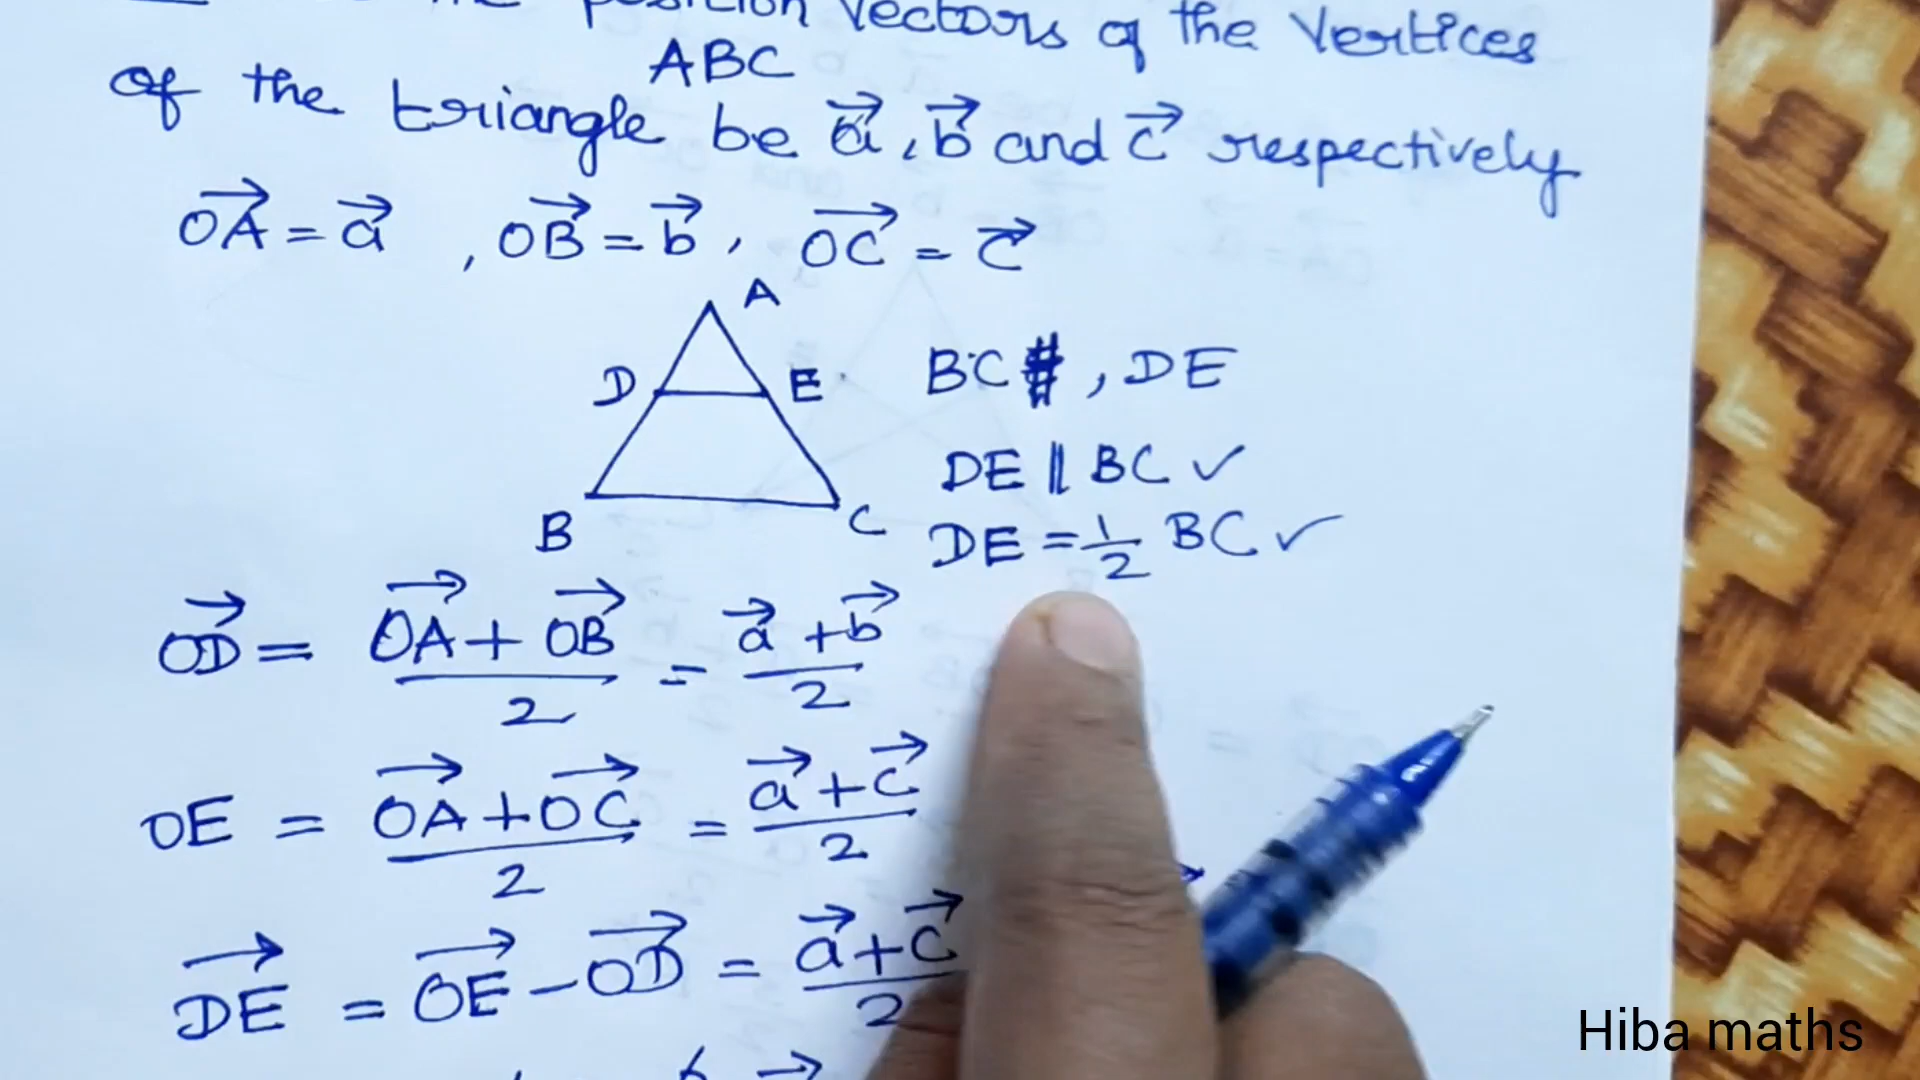 the position vectors of the vertices
ABC
of the triangle be a⃗, b⃗ and c⃗ respectively
OA⃗ = a⃗ , OB⃗ = b⃗, OC⃗ = c⃗
A
D E
B C
BC , DE
DE ∥ BC ✓
DE = 1/2 BC ✓
OD⃗ = (OA⃗ + OB⃗)/2 = (a⃗ + b⃗)/2
OE = (OA⃗ + OC⃗)/2 = (a⃗ + c⃗)/2
DE⃗ = OE⃗ - OD⃗ = (a⃗ + c⃗)/2
Hiba maths